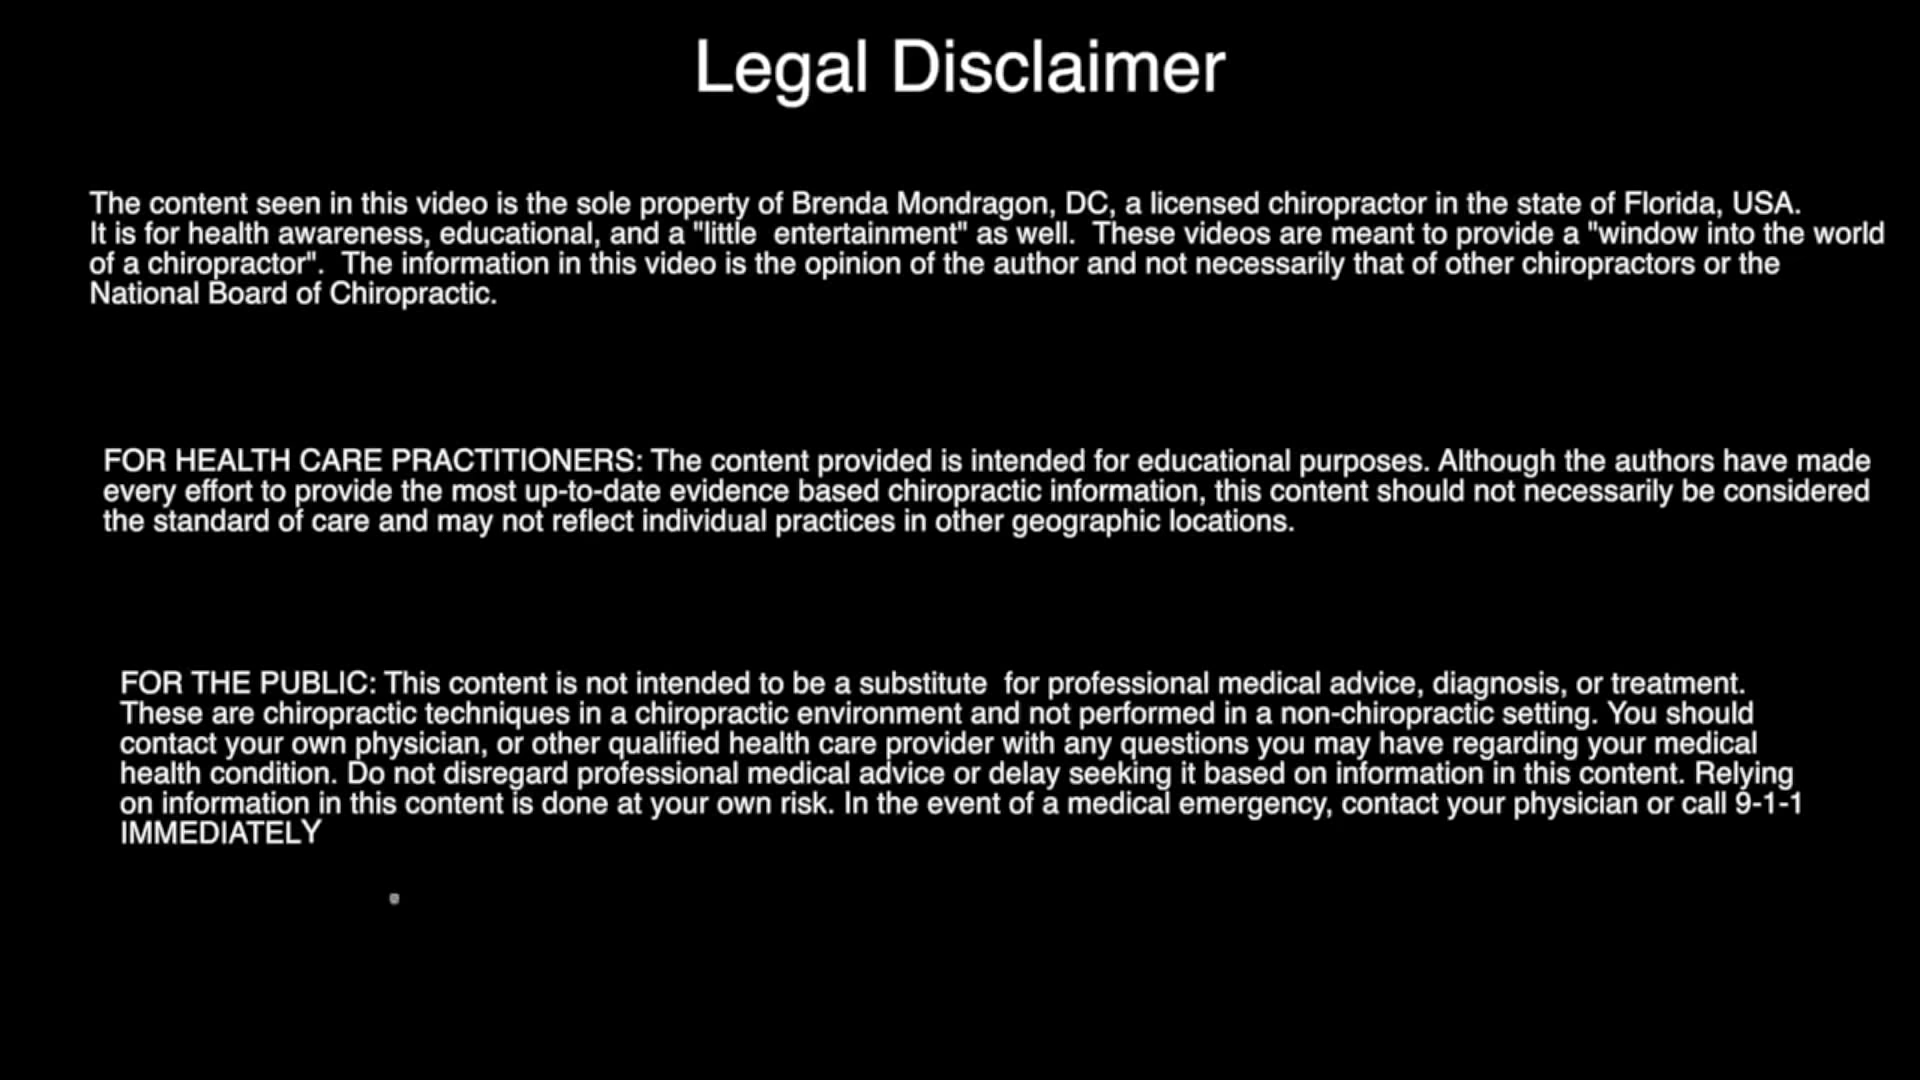 Legal Disclaimer
The content seen in this video is the sole property of Brenda Mondragon, DC, a licensed chiropractor in the state of Florida, USA.
It is for health awareness, educational, and a "little  entertainment" as well.  These videos are meant to provide a "window into the world
of a chiropractor".  The information in this video is the opinion of the author and not necessarily that of other chiropractors or the
National Board of Chiropractic.
FOR HEALTH CARE PRACTITIONERS: The content provided is intended for educational purposes. Although the authors have made
every effort to provide the most up-to-date evidence based chiropractic information, this content should not necessarily be considered
the standard of care and may not reflect individual practices in other geographic locations.
FOR THE PUBLIC: This content is not intended to be a substitute  for professional medical advice, diagnosis, or treatment.
These are chiropractic techniques in a chiropractic environment and not performed in a non-chiropractic setting. You should
contact your own physician, or other qualified health care provider with any questions you may have regarding your medical
health condition. Do not disregard professional medical advice or delay seeking it based on information in this content. Relying
on information in this content is done at your own risk. In the event of a medical emergency, contact your physician or call 9-1-1
IMMEDIATELY